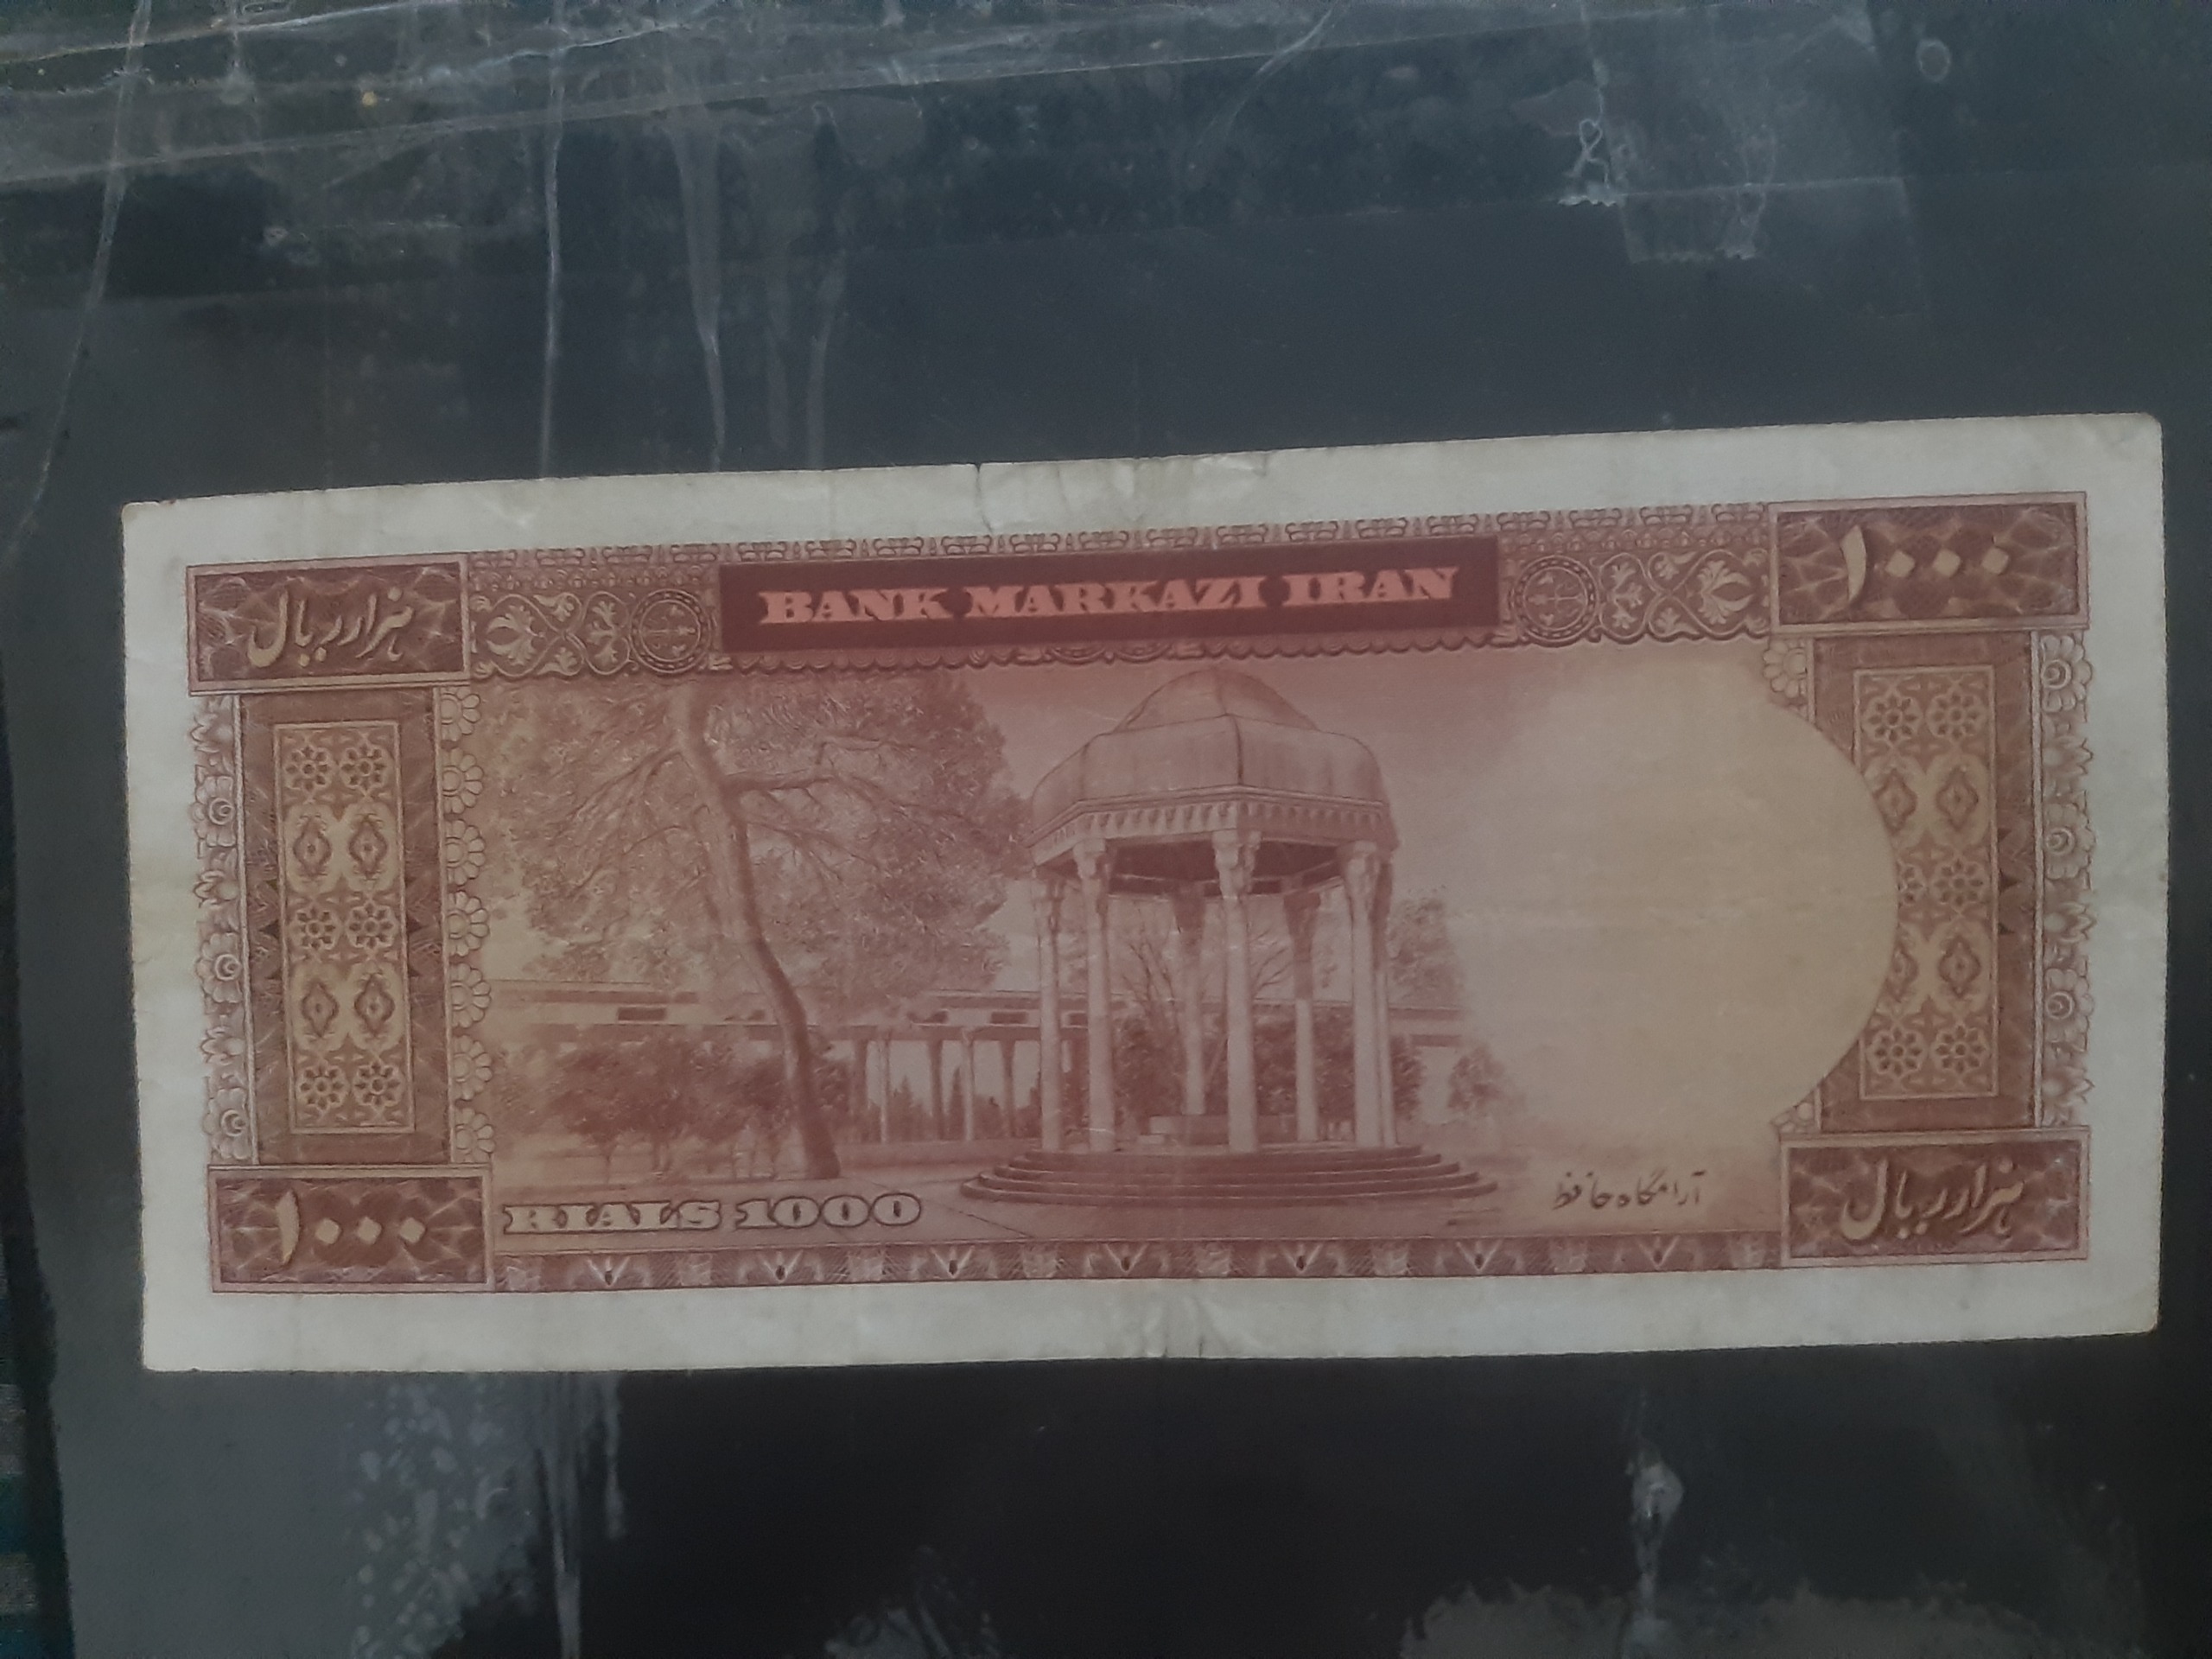 BANK MARKAZI IRAN
۱۰۰۰
هزار ریال
۱۰۰۰
RIALS 1000
آرامگاه حافظ
هزار ریال